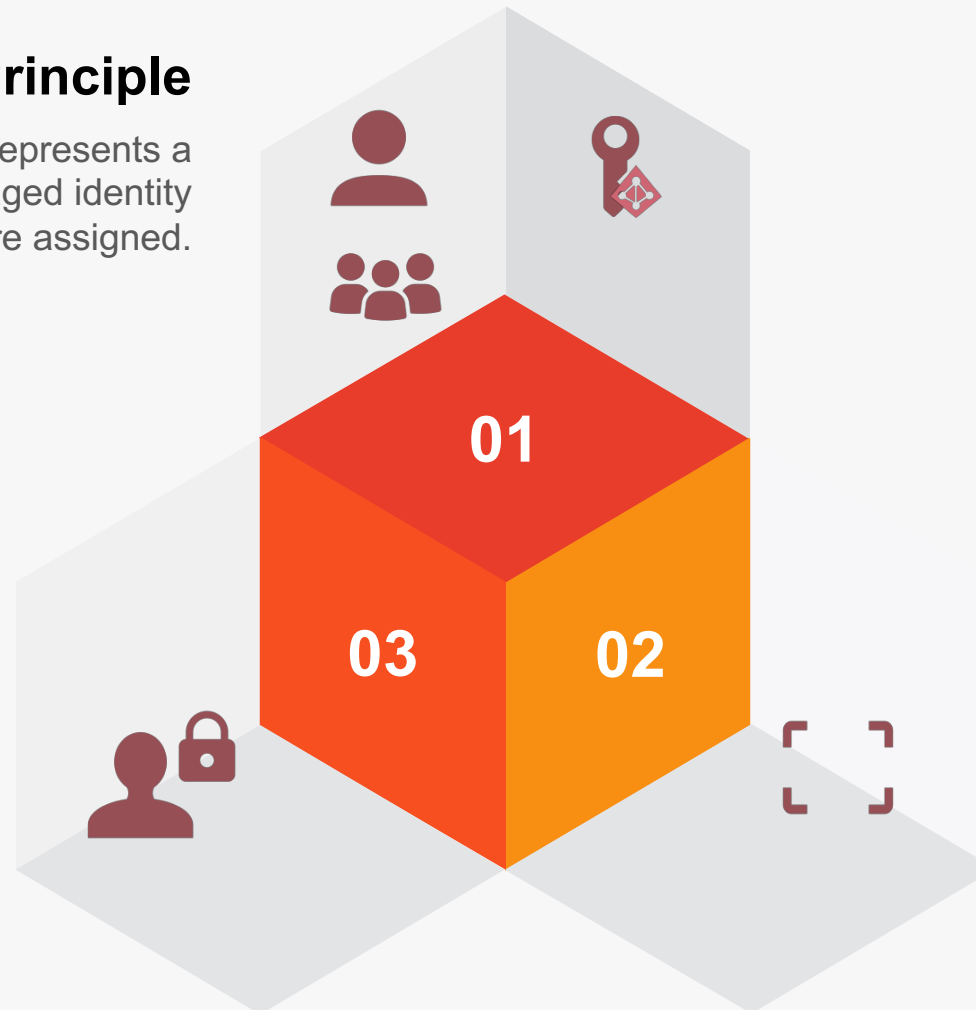 rinciple
epresents a
ged identity
re assigned.
01
03
02